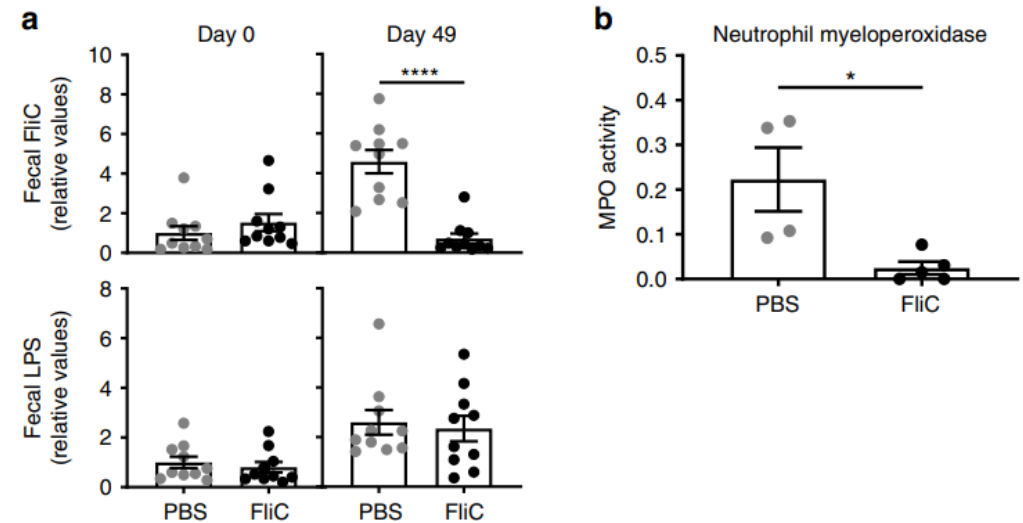 a
Day 0
Day 49
Fecal FliC
(relative values)
10
8
6
4
2
0
****
Fecal LPS
(relative values)
8
6
4
2
0
PBS
FliC
PBS
FliC
b
Neutrophil myeloperoxidase
MPO activity
0.5
0.4
0.3
0.2
0.1
0.0
*
PBS
FliC